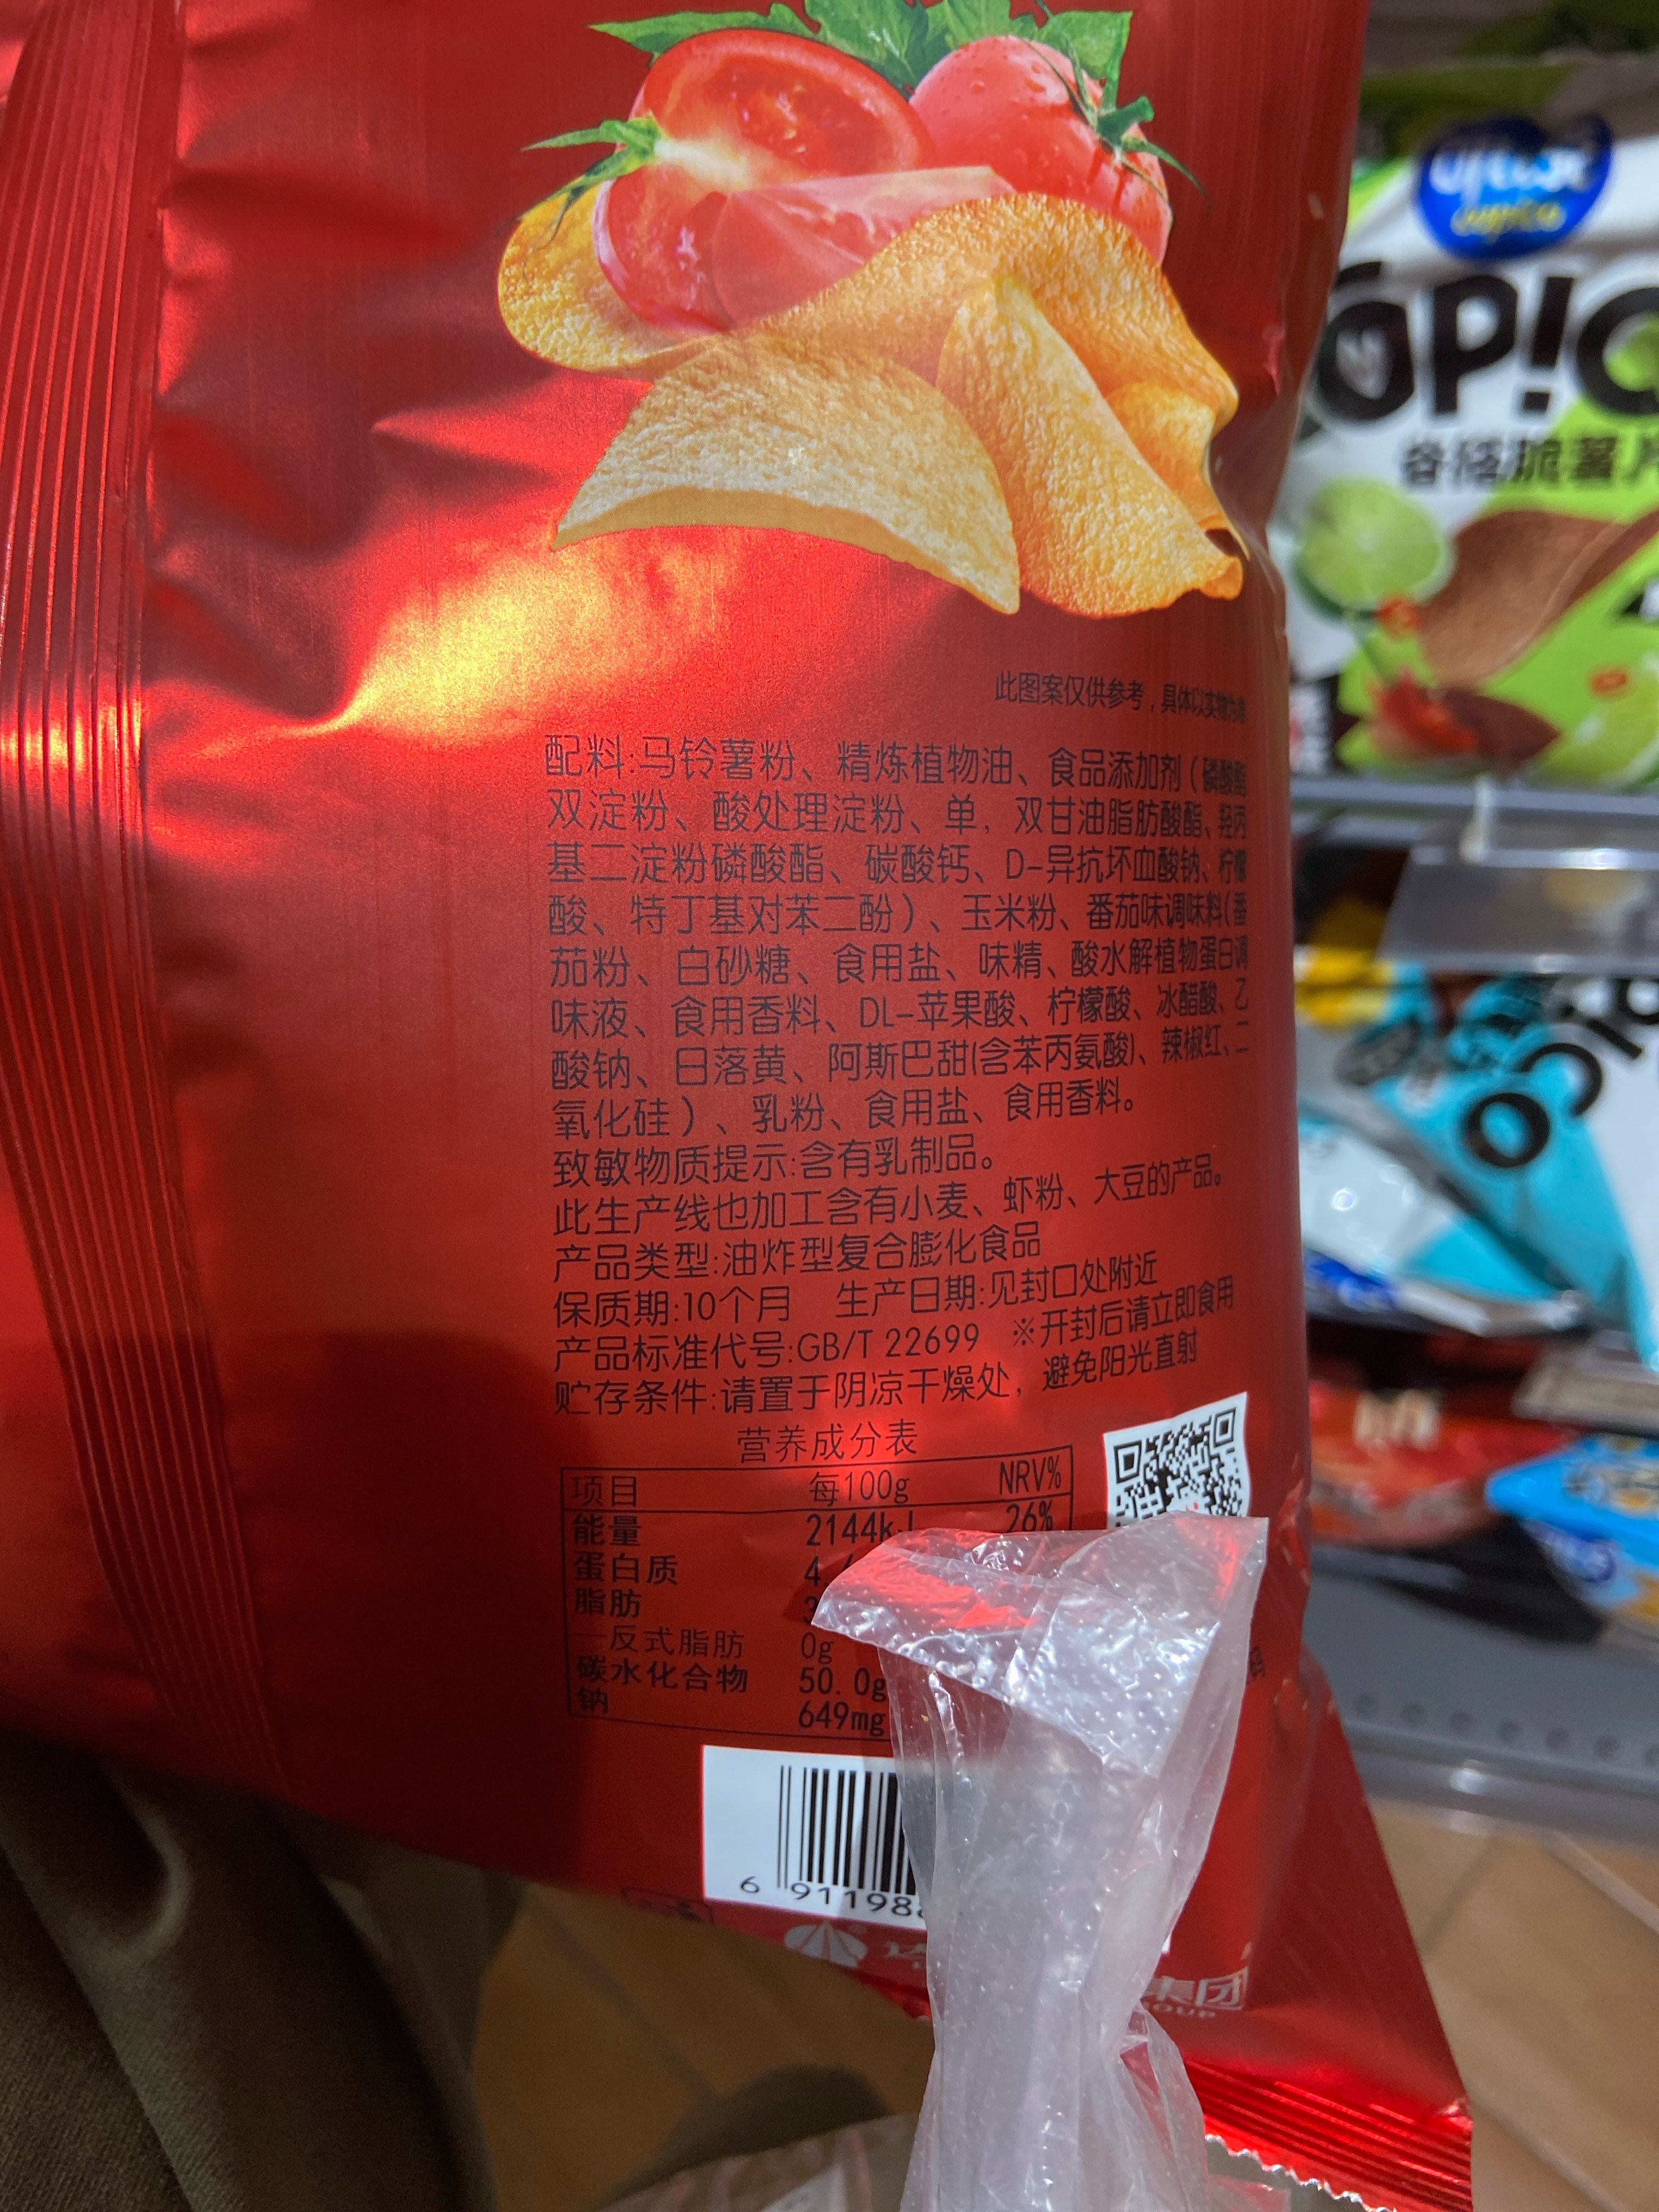 此图案仅供参考，具体以实物为准
配料:马铃薯粉、精炼植物油、食品添加剂(磷酸酯
双淀粉、酸处理淀粉、单，双甘油脂肪酸酯、羟丙
基二淀粉磷酸酯、碳酸钙、D-异抗坏血酸钠、柠檬
酸、特丁基对苯二酚)、玉米粉、番茄味调味料(番
茄粉、白砂糖、食用盐、味精、酸水解植物蛋白调
味液、食用香料、DL-苹果酸、柠檬酸、冰醋酸、乙
酸钠、日落黄、阿斯巴甜(含苯丙氨酸)、辣椒红、二
氧化硅)、乳粉、食用盐、食用香料。
致敏物质提示:含有乳制品。
此生产线也加工含有小麦、虾粉、大豆的产品。
产品类型:油炸型复合膨化食品
保质期:10个月 生产日期:见封口处附近
产品标准代号:GB/T 22699 ※开封后请立即食用
贮存条件:请置于阴凉干燥处，避免阳光直射
营养成分表
项目 每100g NRV%
能量 2144kJ 26%
蛋白质 4.
脂肪 3
—反式脂肪 0g
碳水化合物 50.0g
钠 649mg
6 91198
达 集团
OUP
copico
OP!C
薯片